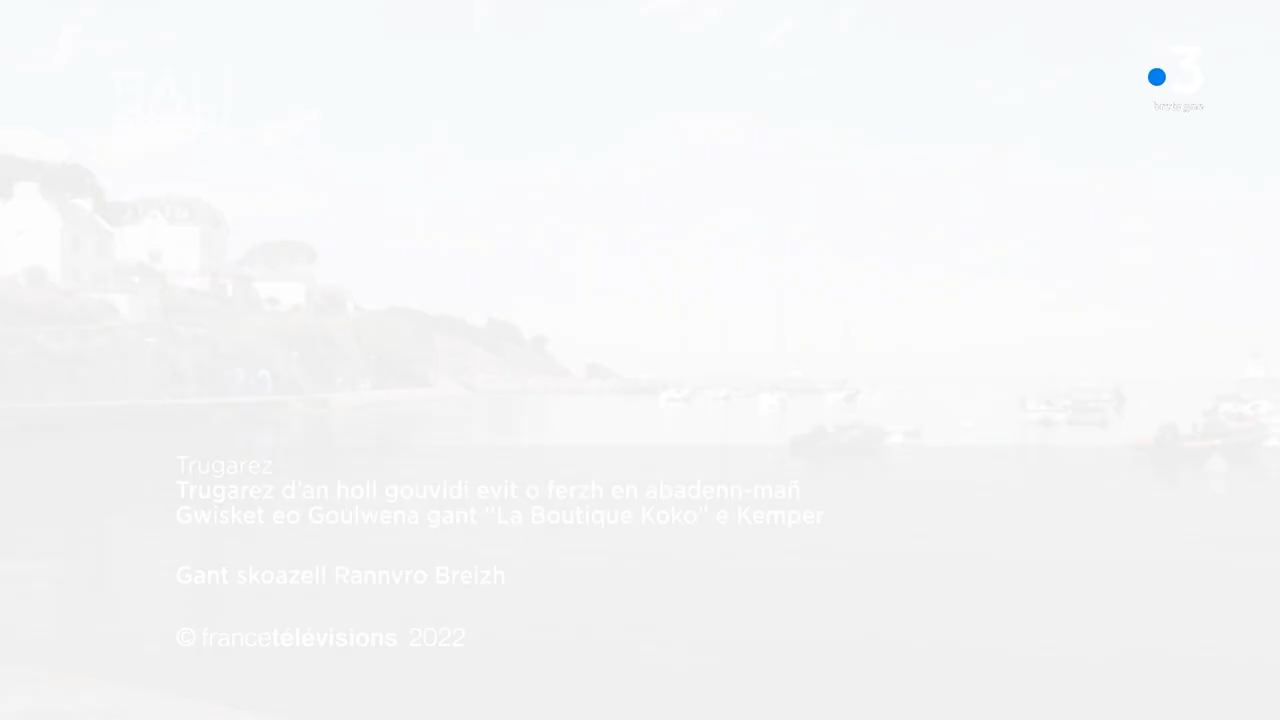 3
Trugarez
Trugarez d'an holl gouvidi evit o ferzh en abadenn-mañ
Gwisket eo Goulwena gant "La Boutique Koko" e Kemper
Gant skoazell Rannvro Breizh
© francetélévisions 2022